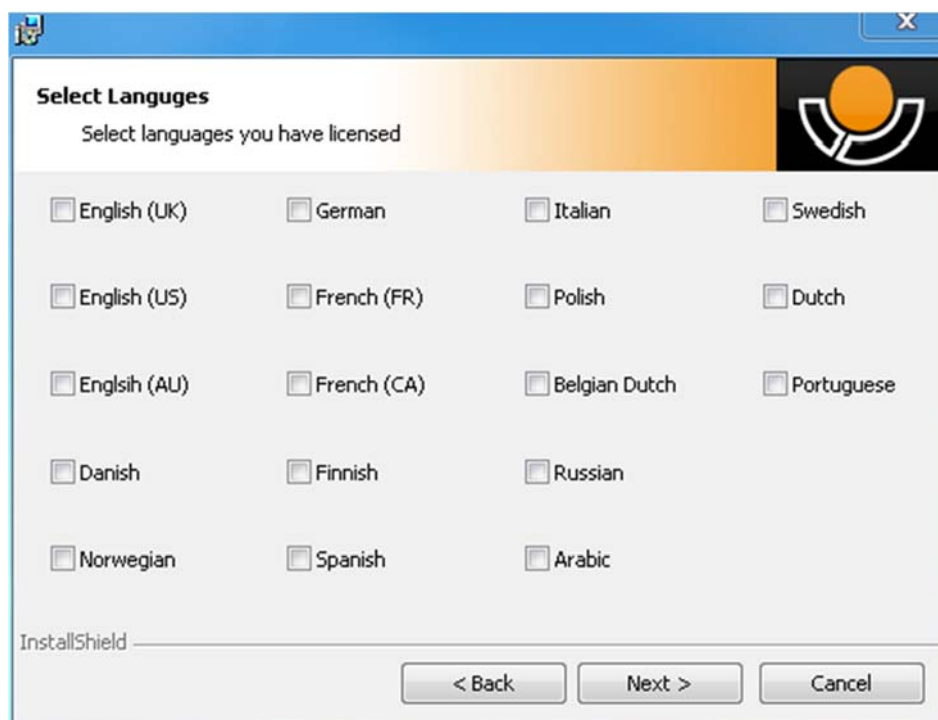 Select Languges
Select languages you have licensed
English (UK)
German
Italian
Swedish
English (US)
French (FR)
Polish
Dutch
Englsih (AU)
French (CA)
Belgian Dutch
Portuguese
Danish
Finnish
Russian
Norwegian
Spanish
Arabic
InstallShield
< Back
Next >
Cancel